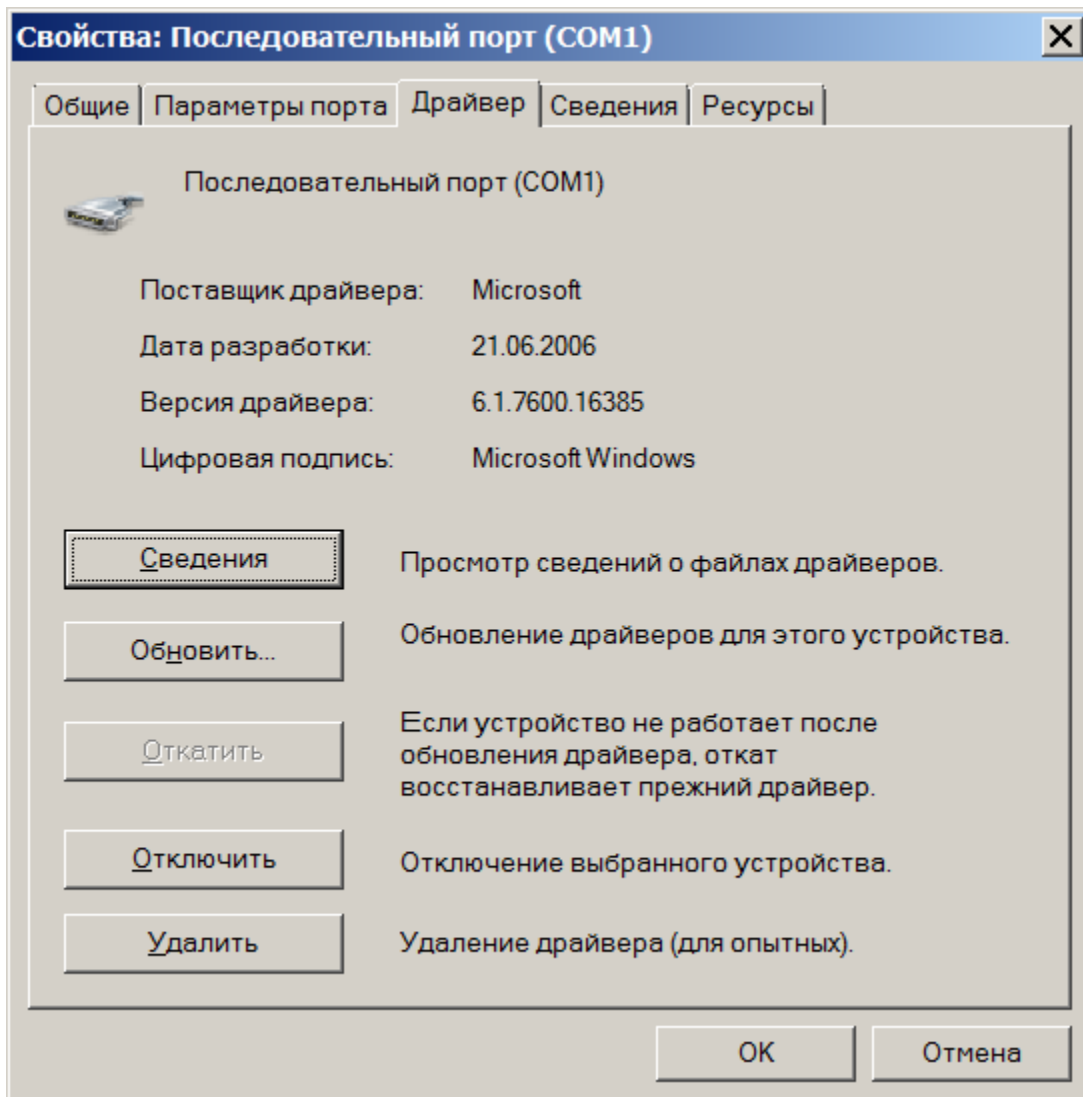 Свойства: Последовательный порт (COM1)
Общие Параметры порта Драйвер Сведения Ресурсы
Последовательный порт (COM1)
Поставщик драйвера: Microsoft
Дата разработки: 21.06.2006
Версия драйвера: 6.1.7600.16385
Цифровая подпись: Microsoft Windows
Сведения Просмотр сведений о файлах драйверов.
Обновить... Обновление драйверов для этого устройства.
Откатить Если устройство не работает после
обновления драйвера, откат
восстанавливает прежний драйвер.
Отключить Отключение выбранного устройства.
Удалить Удаление драйвера (для опытных).
OK Отмена